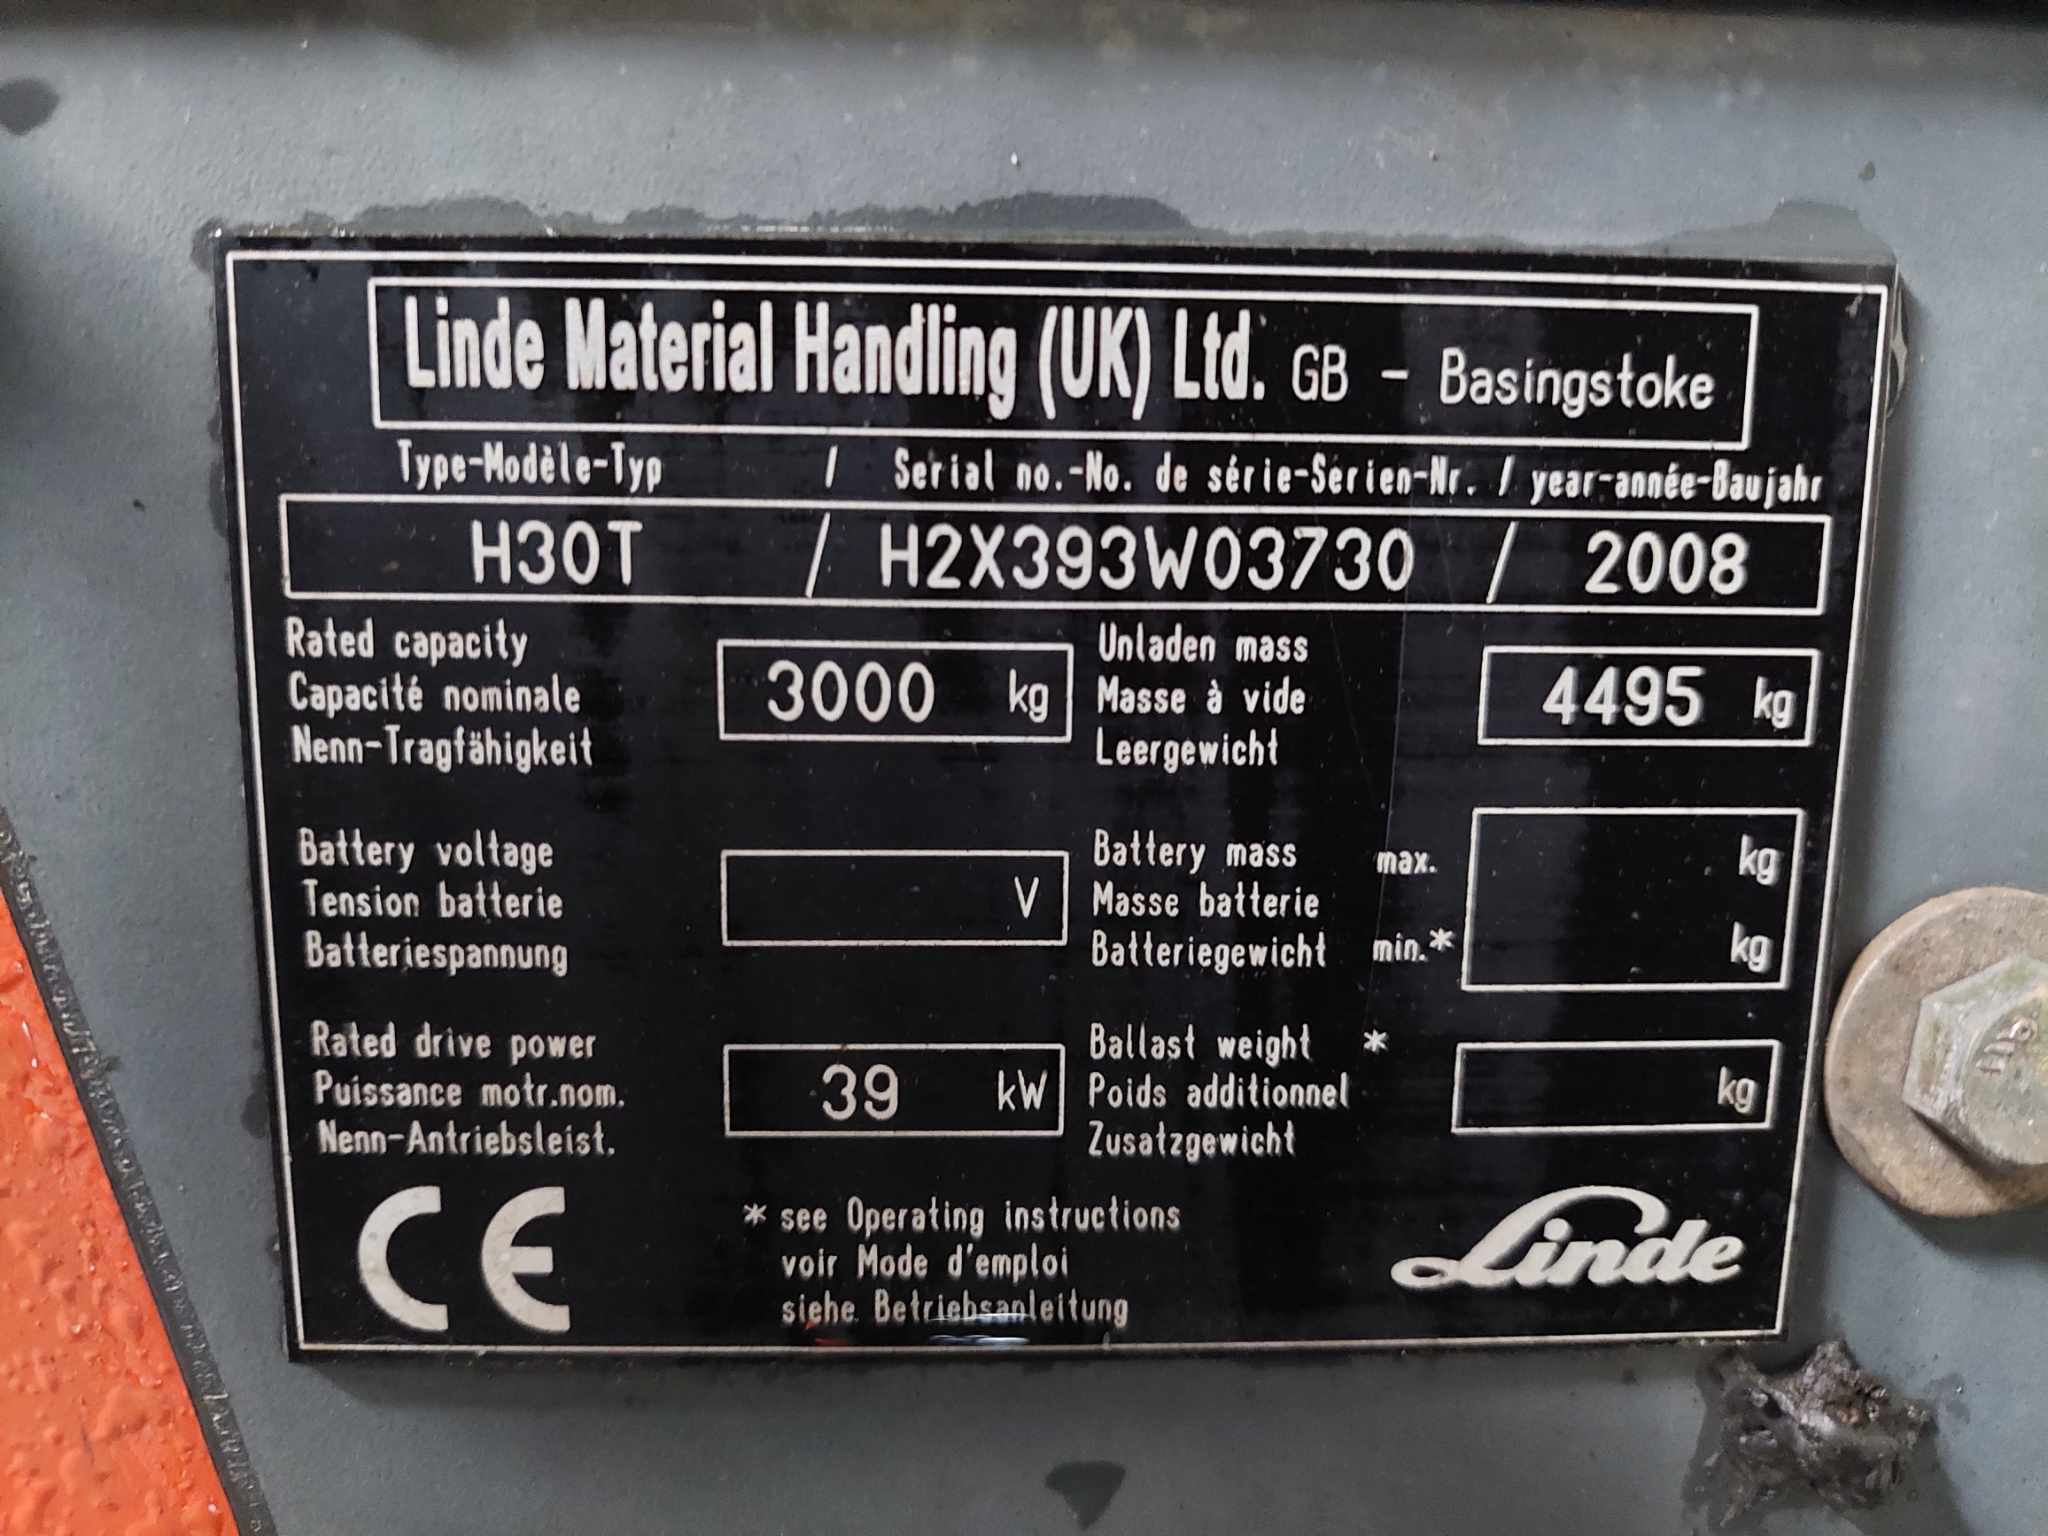 Linde Material Handling (UK) Ltd. GB - Basingstoke
Type-Modèle-Typ / Serial no.-No. de série-Serien-Nr. / year-année-Baujahr
H30T / H2X393W03730 / 2008
Rated capacity
Capacité nominale
Nenn-Tragfähigkeit
3000 kg
Unladen mass
Masse à vide
Leergewicht
4495 kg
Battery voltage
Tension batterie
Batteriespannung
V
Battery mass max.
Masse batterie
Batteriegewicht min.*
kg
kg
Rated drive power
Puissance motr.nom.
Nenn-Antriebsleist.
39 kW
Ballast weight *
Poids additionnel
Zusatzgewicht
kg
CE
* see Operating instructions
voir Mode d'emploi
siehe Betriebsanleitung
Linde